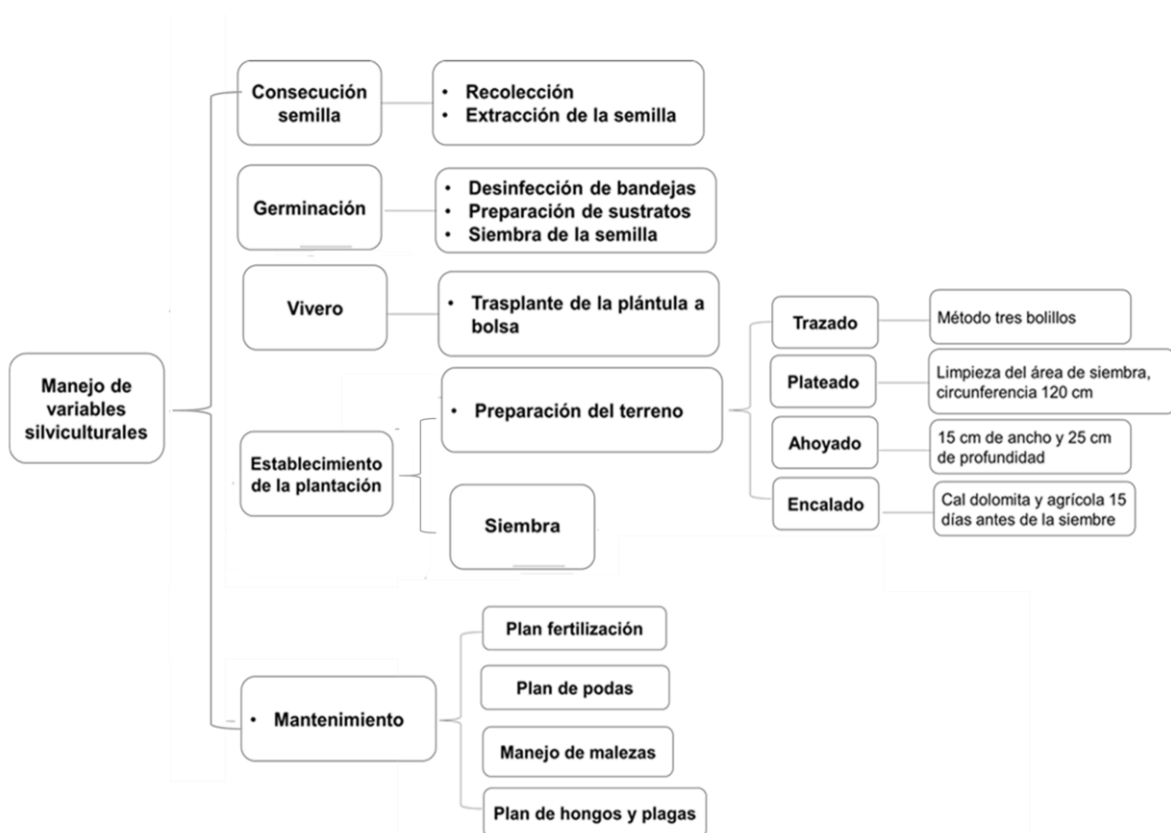 Manejo de
variables
silviculturales
Consecución
semilla
• Recolección
• Extracción de la semilla
Germinación
• Desinfección de bandejas
• Preparación de sustratos
• Siembra de la semilla
Vivero
• Trasplante de la plántula a
bolsa
Establecimiento
de la plantación
• Preparación del terreno
Trazado
Método tres bolillos
Plateado
Limpieza del área de siembra,
circunferencia 120 cm
Ahoyado
15 cm de ancho y 25 cm
de profundidad
Encalado
Cal dolomita y agrícola 15
días antes de la siembre
Siembra
• Mantenimiento
Plan fertilización
Plan de podas
Manejo de malezas
Plan de hongos y plagas